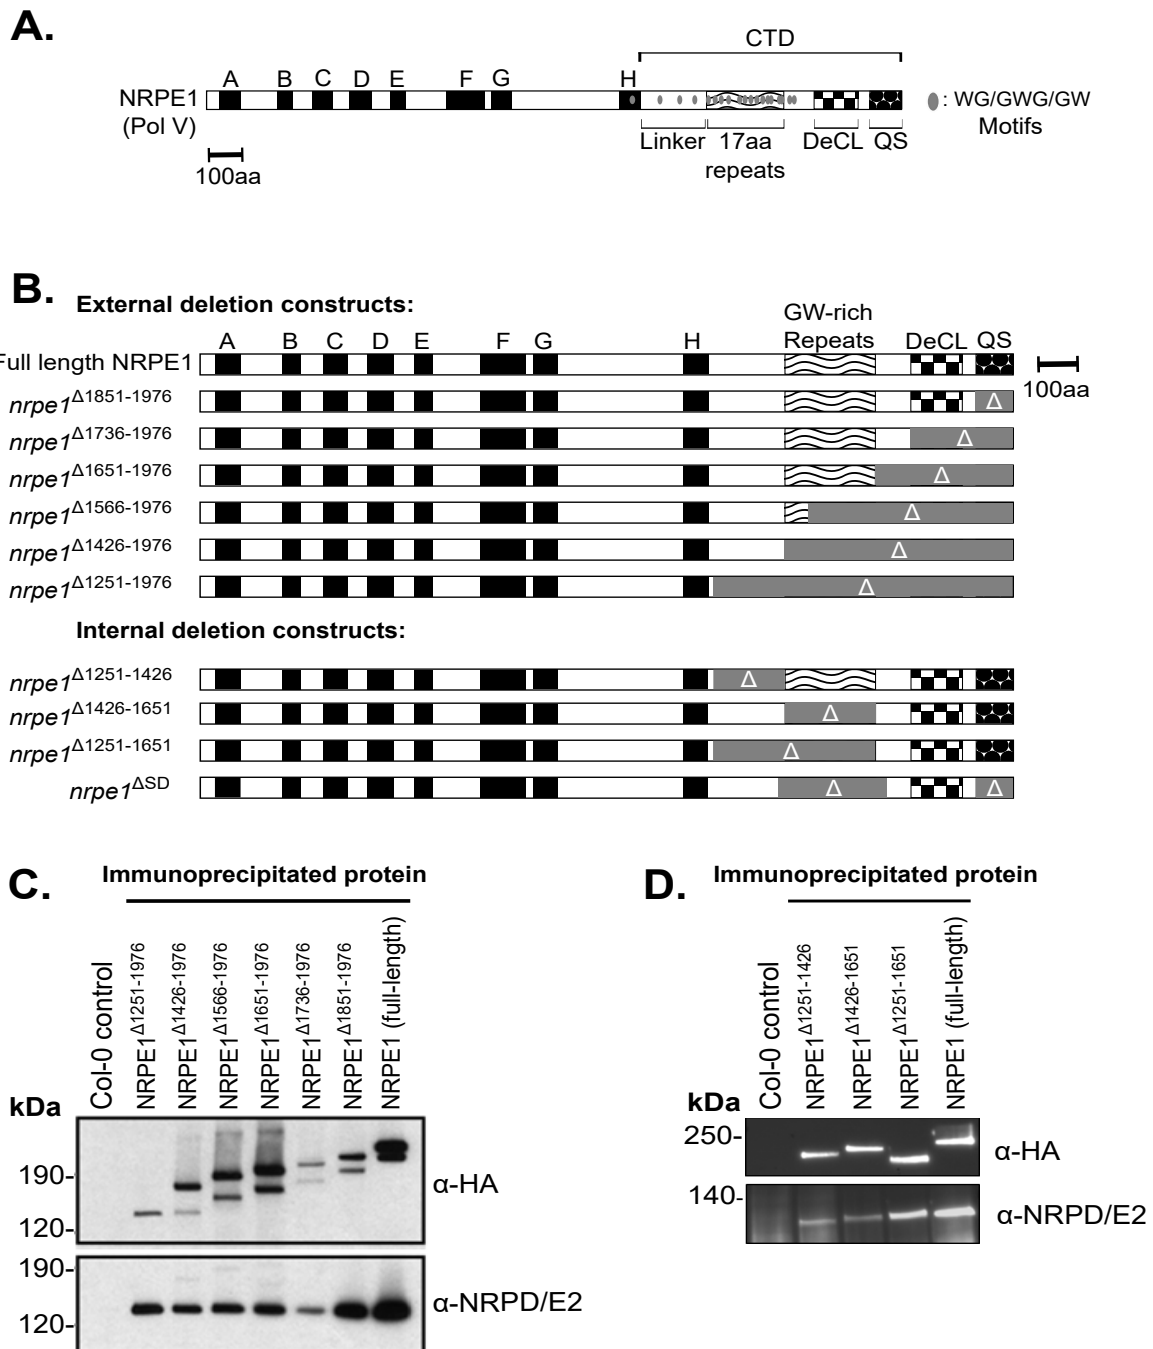 A.
CTD
A B C D E F G H
NRPE1
(Pol V)
: WG/GWG/GW
Motifs
Linker 17aa repeats DeCL QS
100aa
B.
External deletion constructs:
GW-rich
Repeats
A B C D E F G H DeCL QS
Full length NRPE1
100aa
nrpe1Δ1851-1976 Δ
nrpe1Δ1736-1976 Δ
nrpe1Δ1651-1976 Δ
nrpe1Δ1566-1976 Δ
nrpe1Δ1426-1976 Δ
nrpe1Δ1251-1976 Δ
Internal deletion constructs:
nrpe1Δ1251-1426 Δ
nrpe1Δ1426-1651 Δ
nrpe1Δ1251-1651 Δ
nrpe1ΔSD Δ Δ
C.
Immunoprecipitated protein
Col-0 control
NRPE1Δ1251-1976
NRPE1Δ1426-1976
NRPE1Δ1566-1976
NRPE1Δ1651-1976
NRPE1Δ1736-1976
NRPE1Δ1851-1976
NRPE1 (full-length)
kDa
190-
120-
α-HA
190-
120-
α-NRPD/E2
D.
Immunoprecipitated protein
Col-0 control
NRPE1Δ1251-1426
NRPE1Δ1426-1651
NRPE1Δ1251-1651
NRPE1 (full-length)
kDa
250-
α-HA
140-
α-NRPD/E2